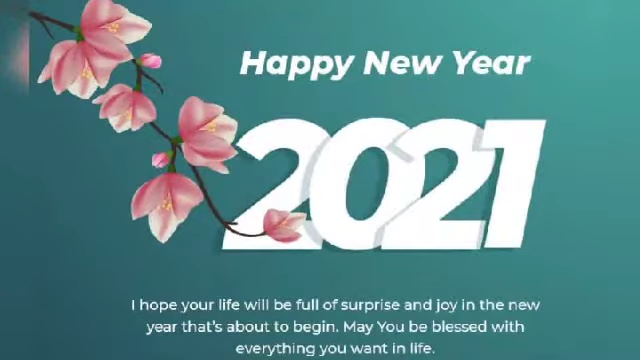 Happy New Year
2021
I hope your life will be full of surprise and joy in the new
year that's about to begin. May You be blessed with
everything you want in life.